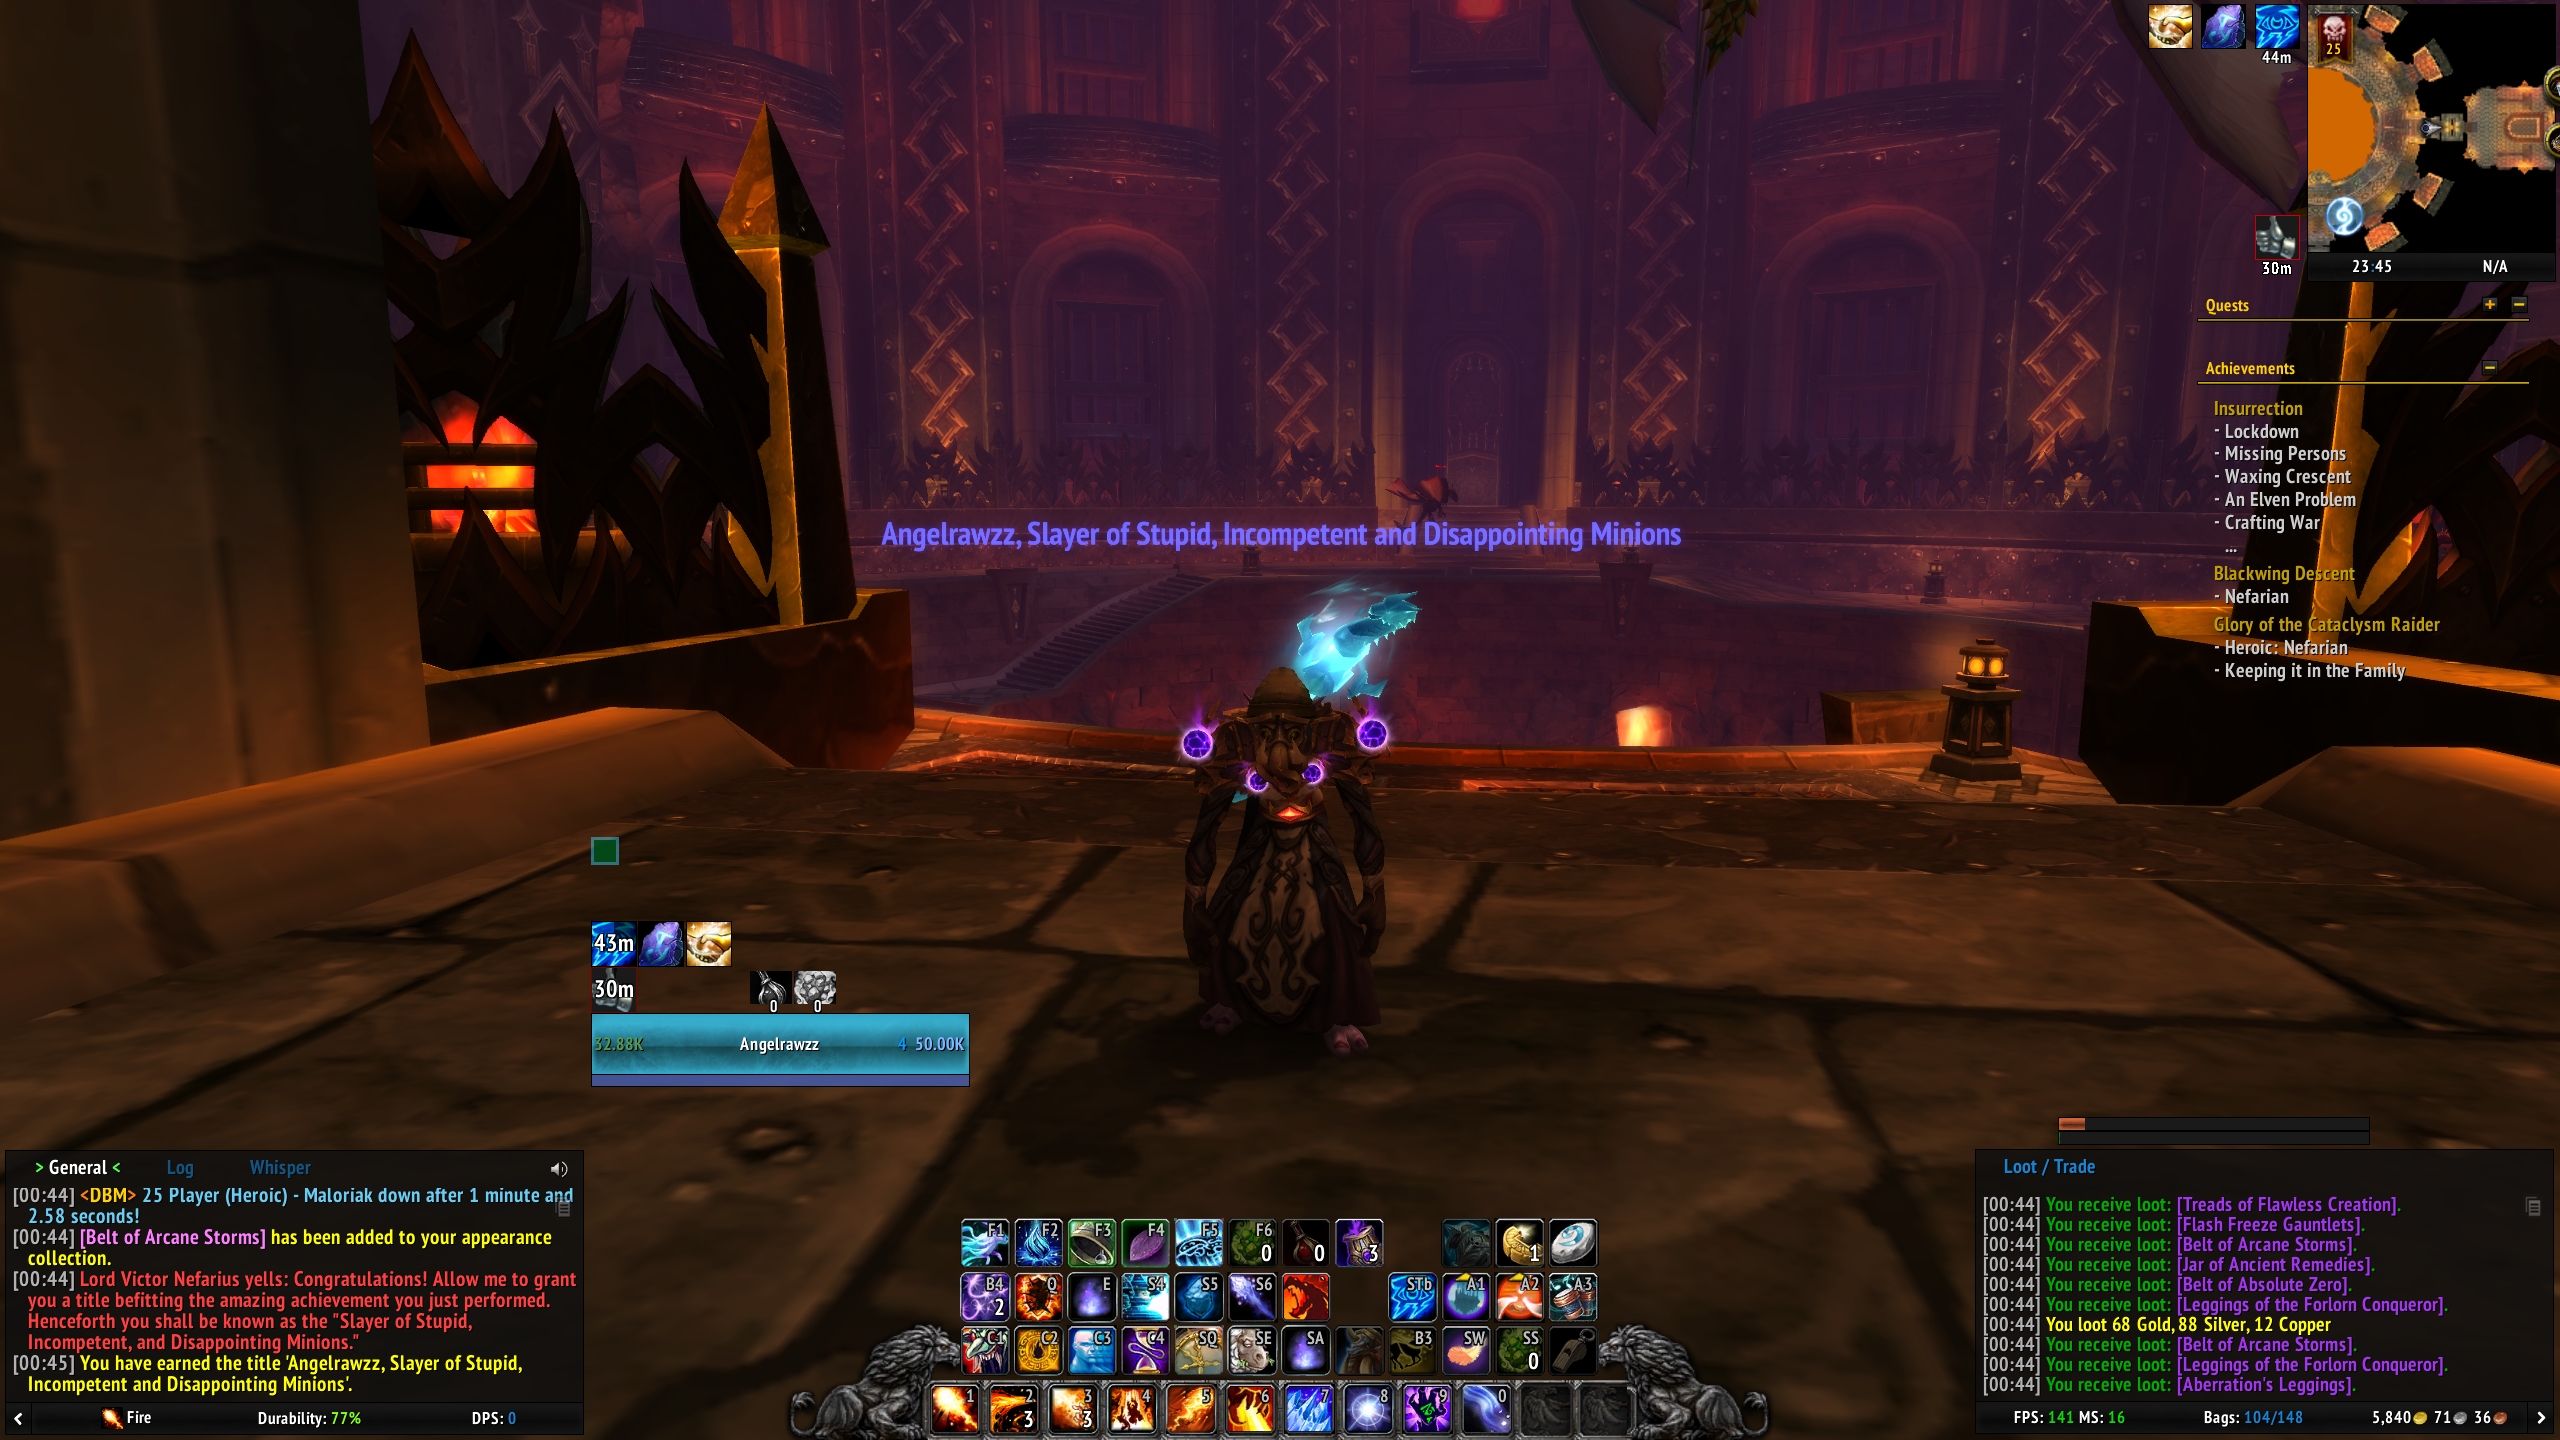 25
44m
30m
23:45
N/A
Quests
Achievements
Insurrection
- Lockdown
- Missing Persons
- Waxing Crescent
- An Elven Problem
- Crafting War
...
Blackwing Descent
- Nefarian
Glory of the Cataclysm Raider
- Heroic: Nefarian
- Keeping it in the Family
Angelrawzz, Slayer of Stupid, Incompetent and Disappointing Minions
43m
30m
0 0
32.88K Angelrawzz 4 50.00K
> General < Log Whisper
[00:44] <DBM> 25 Player (Heroic) - Maloriak down after 1 minute and
2.58 seconds!
[00:44] [Belt of Arcane Storms] has been added to your appearance
collection.
[00:44] Lord Victor Nefarius yells: Congratulations! Allow me to grant
you a title befitting the amazing achievement you just performed.
Henceforth you shall be known as the "Slayer of Stupid,
Incompetent, and Disappointing Minions."
[00:45] You have earned the title 'Angelrawzz, Slayer of Stupid,
Incompetent and Disappointing Minions'.
Fire Durability: 77% DPS: 0
F1 F2 F3 F4 F5 F6 0 0 3 1
B4 2 Q E S4 S5 S6 STb A1 A2 A3
C1 C2 C3 C4 SQ SE SA B3 SW SS 0
1 2 3 3 3 4 5 6 7 8 9 0
Loot / Trade
[00:44] You receive loot: [Treads of Flawless Creation].
[00:44] You receive loot: [Flash Freeze Gauntlets].
[00:44] You receive loot: [Belt of Arcane Storms].
[00:44] You receive loot: [Jar of Ancient Remedies].
[00:44] You receive loot: [Belt of Absolute Zero].
[00:44] You receive loot: [Leggings of the Forlorn Conqueror].
[00:44] You loot 68 Gold, 88 Silver, 12 Copper
[00:44] You receive loot: [Belt of Arcane Storms].
[00:44] You receive loot: [Leggings of the Forlorn Conqueror].
[00:44] You receive loot: [Aberration's Leggings].
FPS: 141 MS: 16 Bags: 104/148 5,840 71 36